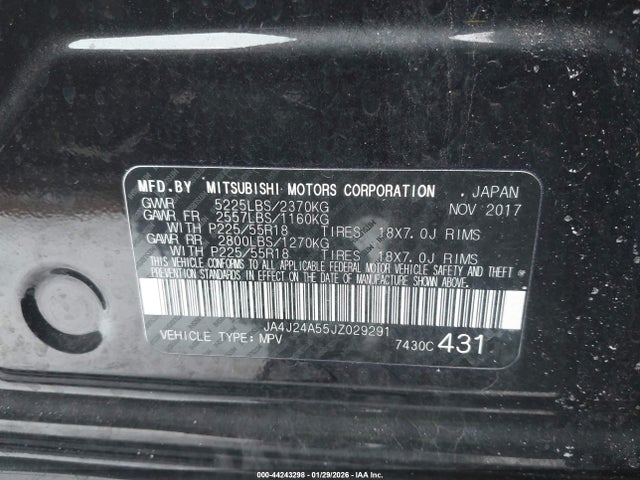 MFD.BY MITSUBISHI MOTORS CORPORATION . JAPAN
GVWR 5225LBS/2370KG NOV 2017
GAWR FR 2557LBS/1160KG
WITH P225/55R18 TIRES 18X7.0J RIMS
GAWR RR 2800LBS/1270KG
WITH P225/55R18 TIRES 18X7.0J RIMS
THIS VEHICLE CONFORMS TO ALL APPLICABLE FEDERAL MOTOR VEHICLE SAFETY AND THEFT
PREVENTION STANDARDS IN EFFECT ON THE DATE OF MANUFACTURE SHOWN ABOVE.
JA4J24A55JZ029291
VEHICLE TYPE: MPV 7430C 431
000-44243298 - 01/29/2026 - IAA Inc.